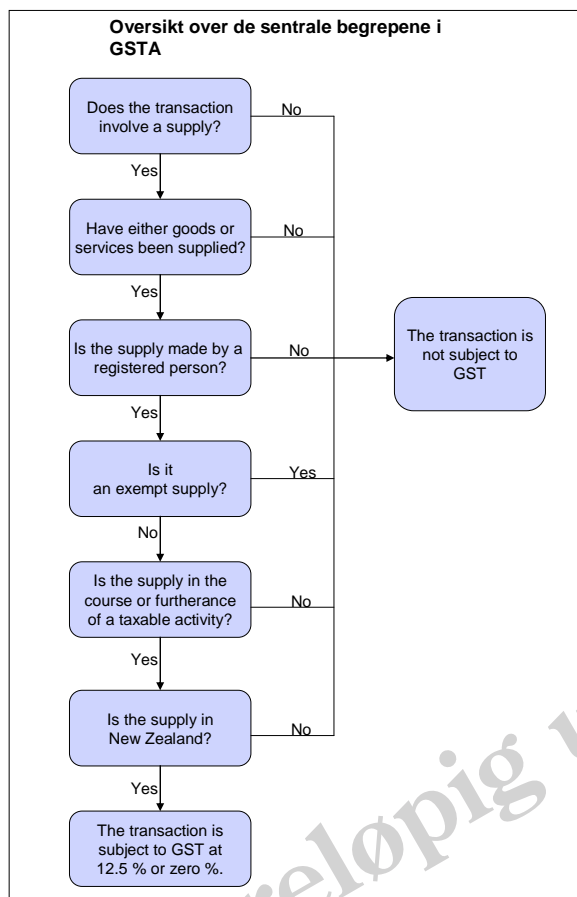 Oversikt over de sentrale begrepene i
GSTA
Does the transaction
involve a supply?
No
Yes
Have either goods or
services been supplied?
No
Yes
Is the supply made by a
registered person?
No
The transaction is
not subject to
GST
Yes
Is it
an exempt supply?
Yes
No
Is the supply in the
course or furtherance
of a taxable activity?
No
Yes
Is the supply in
New Zealand?
No
Yes
The transaction is
subject to GST at
12.5 % or zero %.
reløpig u